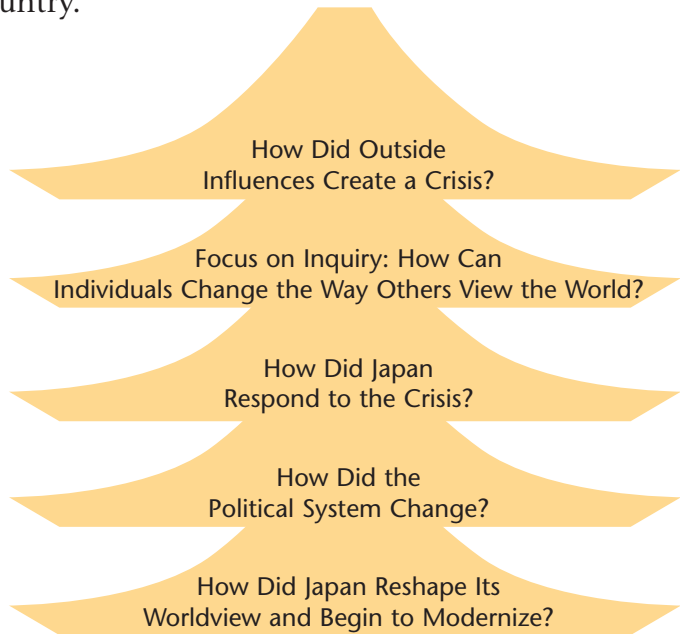 untry.
How Did Outside
Influences Create a Crisis?
Focus on Inquiry: How Can
Individuals Change the Way Others View the World?
How Did Japan
Respond to the Crisis?
How Did the
Political System Change?
How Did Japan Reshape Its
Worldview and Begin to Modernize?